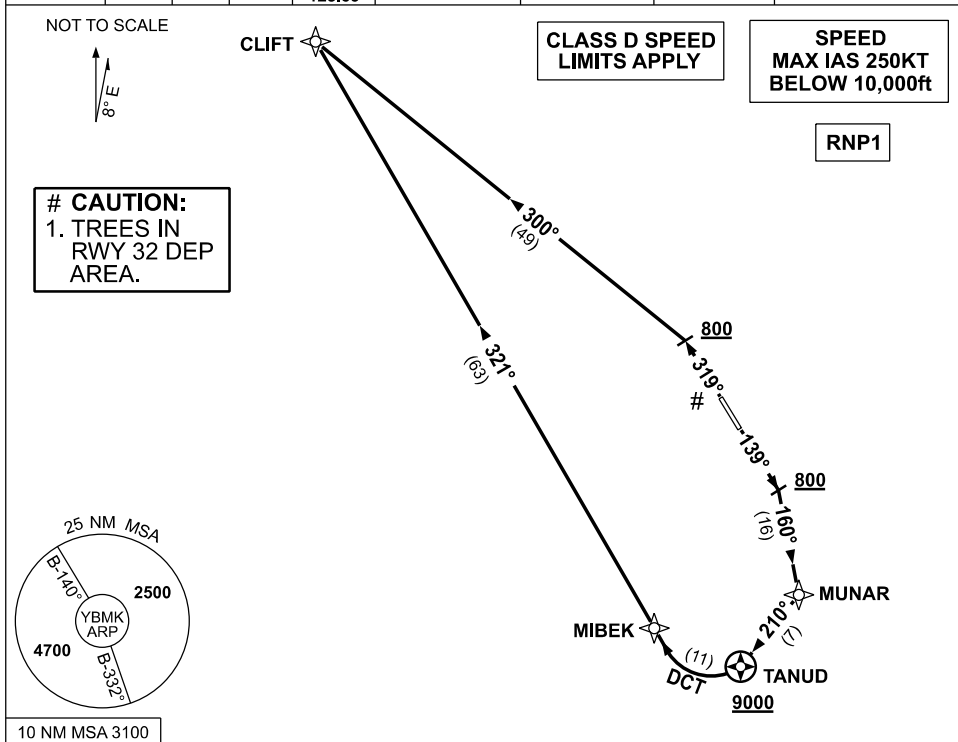 NOT TO SCALE
8° E
CLIFT
CLASS D SPEED
LIMITS APPLY
SPEED
MAX IAS 250KT
BELOW 10,000ft
RNP1
# CAUTION:
1. TREES IN
RWY 32 DEP
AREA.
300°
(49)
800
319°
#
321°
(63)
139°
800
160°
(16)
MUNAR
210°
(7)
TANUD
9000
MIBEK
(11)
DCT
25 NM MSA
B-140°
2500
YBMK
ARP
4700
B-332°
10 NM MSA 3100